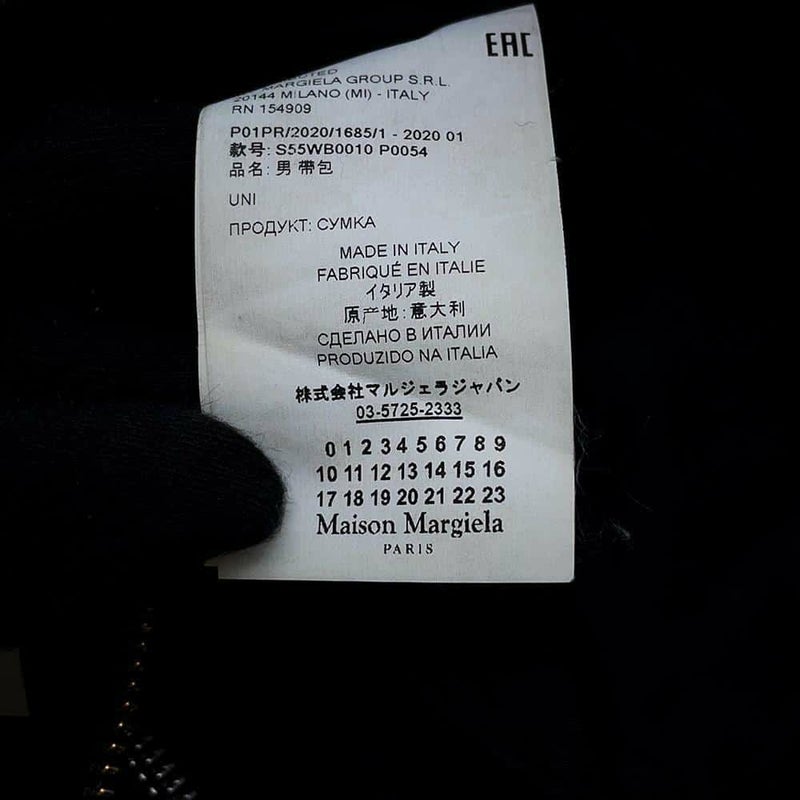 EAC
MARGIELA GROUP S.R.L.
20144 MILANO (MI) - ITALY
RN 154909
P01PR/2020/1685/1 - 2020 01
款号: S55WB0010 P0054
品名: 男 帶包
UNI
ПРОДУКТ: СУМКА
MADE IN ITALY
FABRIQUÉ EN ITALIE
イタリア製
原产地: 意大利
СДЕЛАНО В ИТАЛИИ
PRODUZIDO NA ITALIA
株式会社マルジェラジャパン
03-5725-2333
0 1 2 3 4 5 6 7 8 9
10 11 12 13 14 15 16
17 18 19 20 21 22 23
Maison Margiela
PARIS